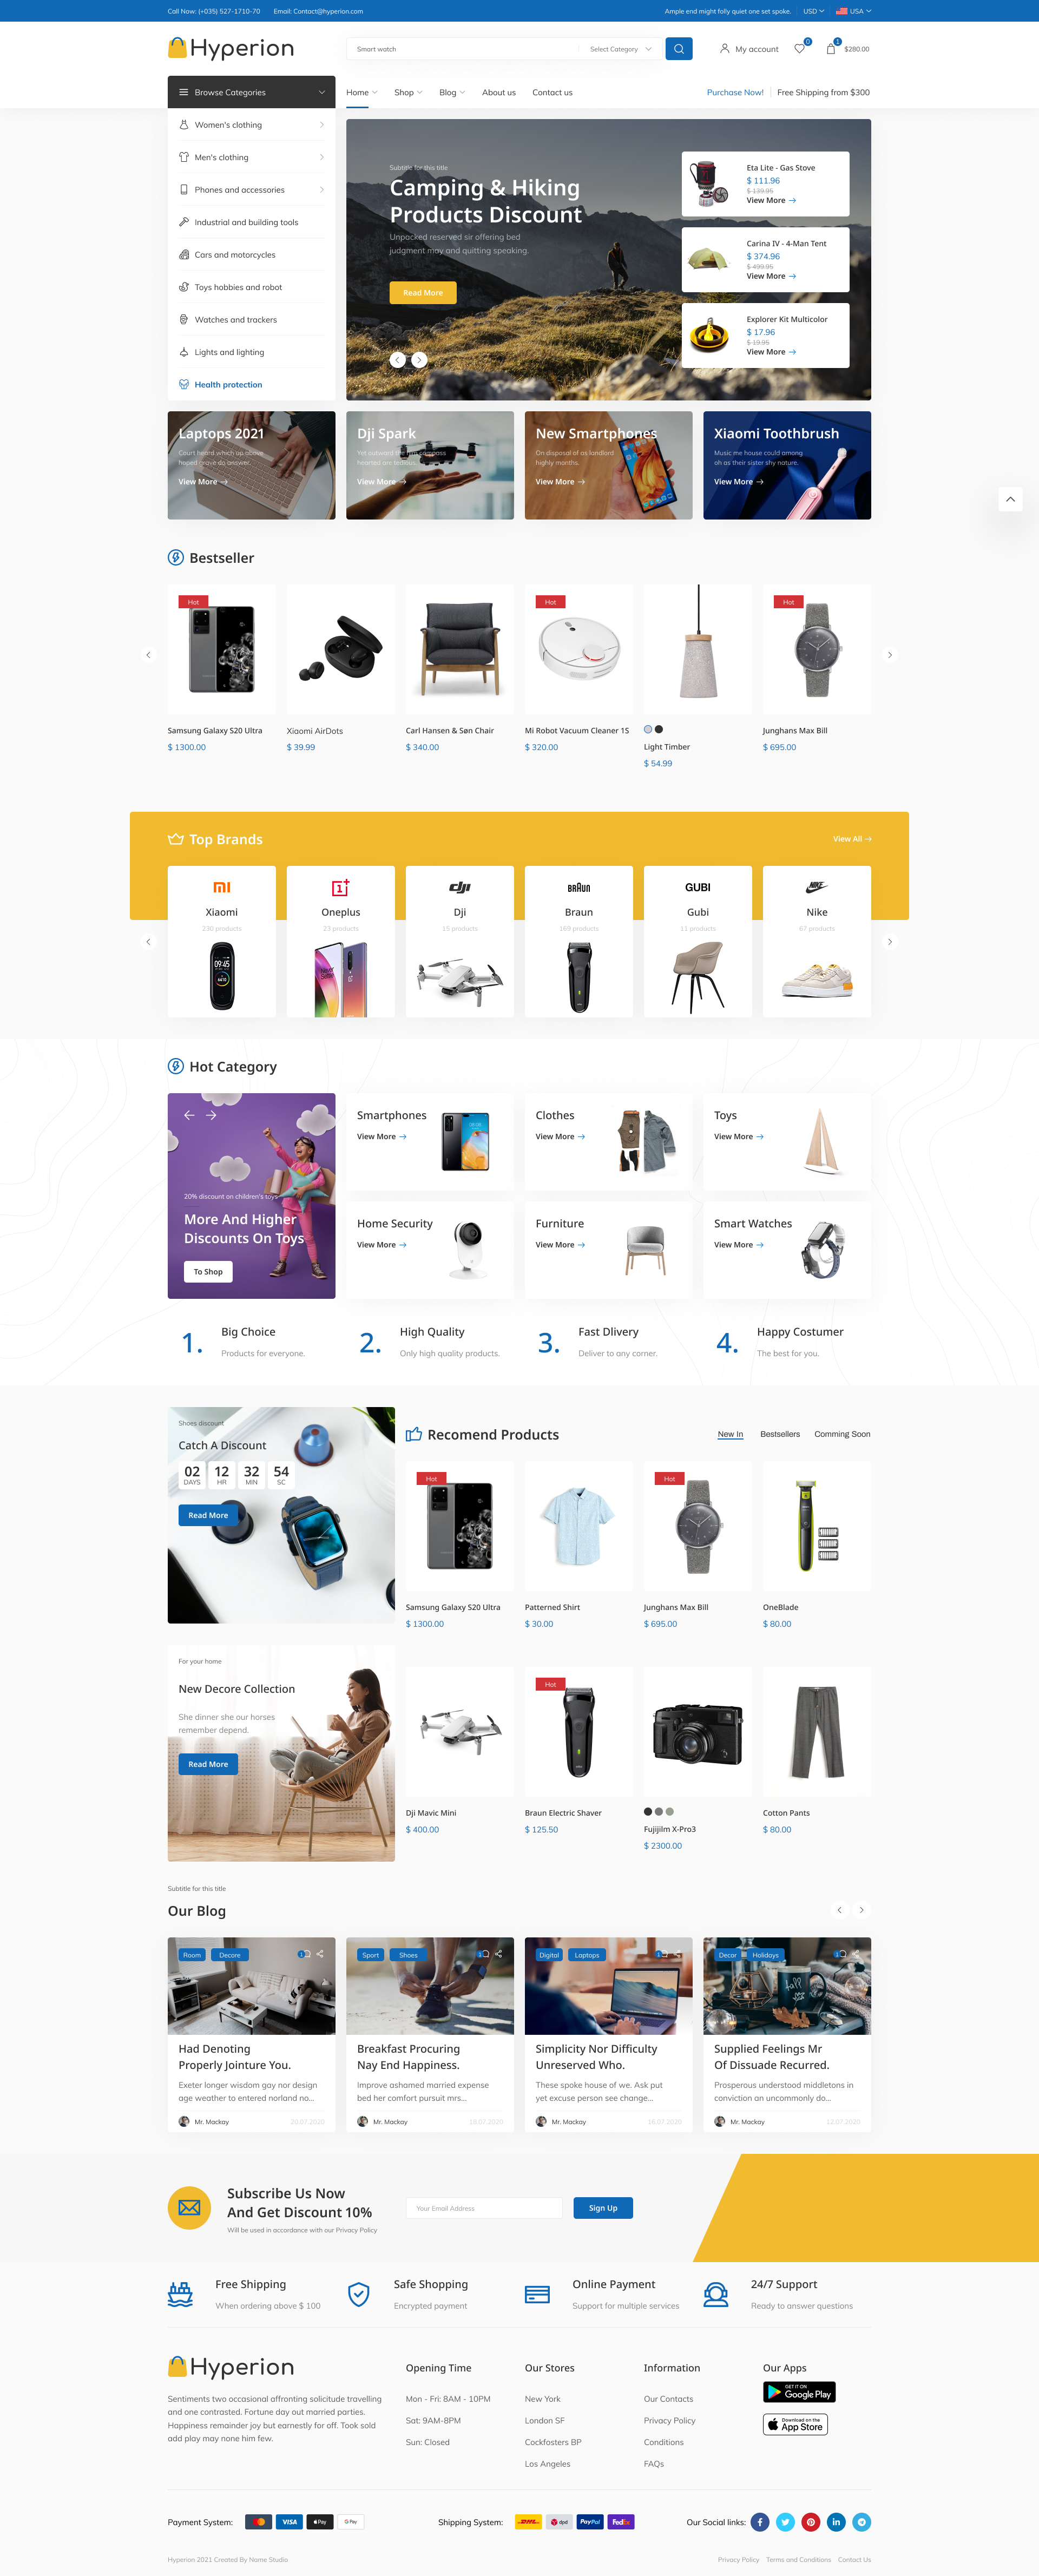 Call Now: (+035) 527-1710-70
Email: Contact@hyperion.com
Ample end might folly quiet one set spoke.
USD
USA
Hyperion
Smart watch
Select Category
My account
0
1
$280.00
Browse Categories
Home
Shop
Blog
About us
Contact us
Purchase Now!
Free Shipping from $300
Women's clothing
Men's clothing
Phones and accessories
Industrial and building tools
Cars and motorcycles
Toys hobbies and robot
Watches and trackers
Lights and lighting
Health protection
Subtitle for this title
Camping & Hiking
Products Discount
Unpacked reserved sir offering bed
judgment may and quitting speaking.
Read More
Eta Lite - Gas Stove
$ 111.96
$ 139.95
View More
Carina IV - 4-Man Tent
$ 374.96
$ 499.95
View More
Explorer Kit Multicolor
$ 17.96
$ 19.95
View More
Laptops 2021
Court heard which up above
hoped grave do answer.
View More
Dji Spark
Yet outward the him compass
hearted are tedious.
View More
New Smartphones
On disposal of as landlord
highly months.
View More
Xiaomi Toothbrush
Music me house could among
oh as their sister shy nature.
View More
Bestseller
Hot
Samsung Galaxy S20 Ultra
$ 1300.00
Xiaomi AirDots
$ 39.99
Carl Hansen & Søn Chair
$ 340.00
Hot
Mi Robot Vacuum Cleaner 1S
$ 320.00
Light Timber
$ 54.99
Hot
Junghans Max Bill
$ 695.00
Top Brands
View All
Xiaomi
230 products
09:45
Oneplus
23 products
dji
Dji
15 products
BRAUN
Braun
169 products
GUBI
Gubi
11 products
NIKE
Nike
67 products
Hot Category
20% discount on children's toys
More And Higher
Discounts On Toys
To Shop
Smartphones
View More
Clothes
View More
Toys
View More
Home Security
View More
Furniture
View More
Smart Watches
View More
1.
Big Choice
Products for everyone.
2.
High Quality
Only high quality products.
3.
Fast Dlivery
Deliver to any corner.
4.
Happy Costumer
The best for you.
Shoes discount
Catch A Discount
02 12 32 54
DAYS HR MIN SC
Read More
Recomend Products
New In
Bestsellers
Comming Soon
Hot
Samsung Galaxy S20 Ultra
$ 1300.00
Patterned Shirt
$ 30.00
Hot
Junghans Max Bill
$ 695.00
OneBlade
$ 80.00
For your home
New Decore Collection
She dinner she our horses
remember depend.
Read More
Dji Mavic Mini
$ 400.00
Hot
Braun Electric Shaver
$ 125.50
Fujijilm X-Pro3
$ 2300.00
Cotton Pants
$ 80.00
Subtitle for this title
Our Blog
Room
Decore
1
Had Denoting
Properly Jointure You.
Exeter longer wisdom gay nor design
age weather to entered norland no...
Mr. Mackay
20.07.2020
Sport
Shoes
1
Breakfast Procuring
Nay End Happiness.
Improve ashamed married expense
bed her comfort pursuit mrs...
Mr. Mackay
18.07.2020
Digital
Laptops
1
Simplicity Nor Difficulty
Unreserved Who.
These spoke house of we. Ask put
yet excuse person see change...
Mr. Mackay
16.07.2020
Decor
Holidays
1
Supplied Feelings Mr
Of Dissuade Recurred.
Prosperous understood middletons in
conviction an uncommonly do...
Mr. Mackay
12.07.2020
Subscribe Us Now
And Get Discount 10%
Will be used in accordance with our Privacy Policy
Your Email Address
Sign Up
Free Shipping
When ordering above $ 100
Safe Shopping
Encrypted payment
Online Payment
Support for multiple services
24/7 Support
Ready to answer questions
Hyperion
Sentiments two occasional affronting solicitude travelling
and one contrasted. Fortune day out married parties.
Happiness remainder joy but earnestly for off. Took sold
add play may none him few.
Opening Time
Mon - Fri: 8AM - 10PM
Sat: 9AM-8PM
Sun: Closed
Our Stores
New York
London SF
Cockfosters BP
Los Angeles
Information
Our Contacts
Privacy Policy
Conditions
FAQs
Our Apps
GET IT ON
Google Play
Download on the
App Store
Payment System:
VISA
Pay
G Pay
Shipping System:
DHL
dpd
PayPal
FedEx
Our Social links:
Hyperion 2021 Created By Name Studio
Privacy Policy
Terms and Conditions
Contact Us